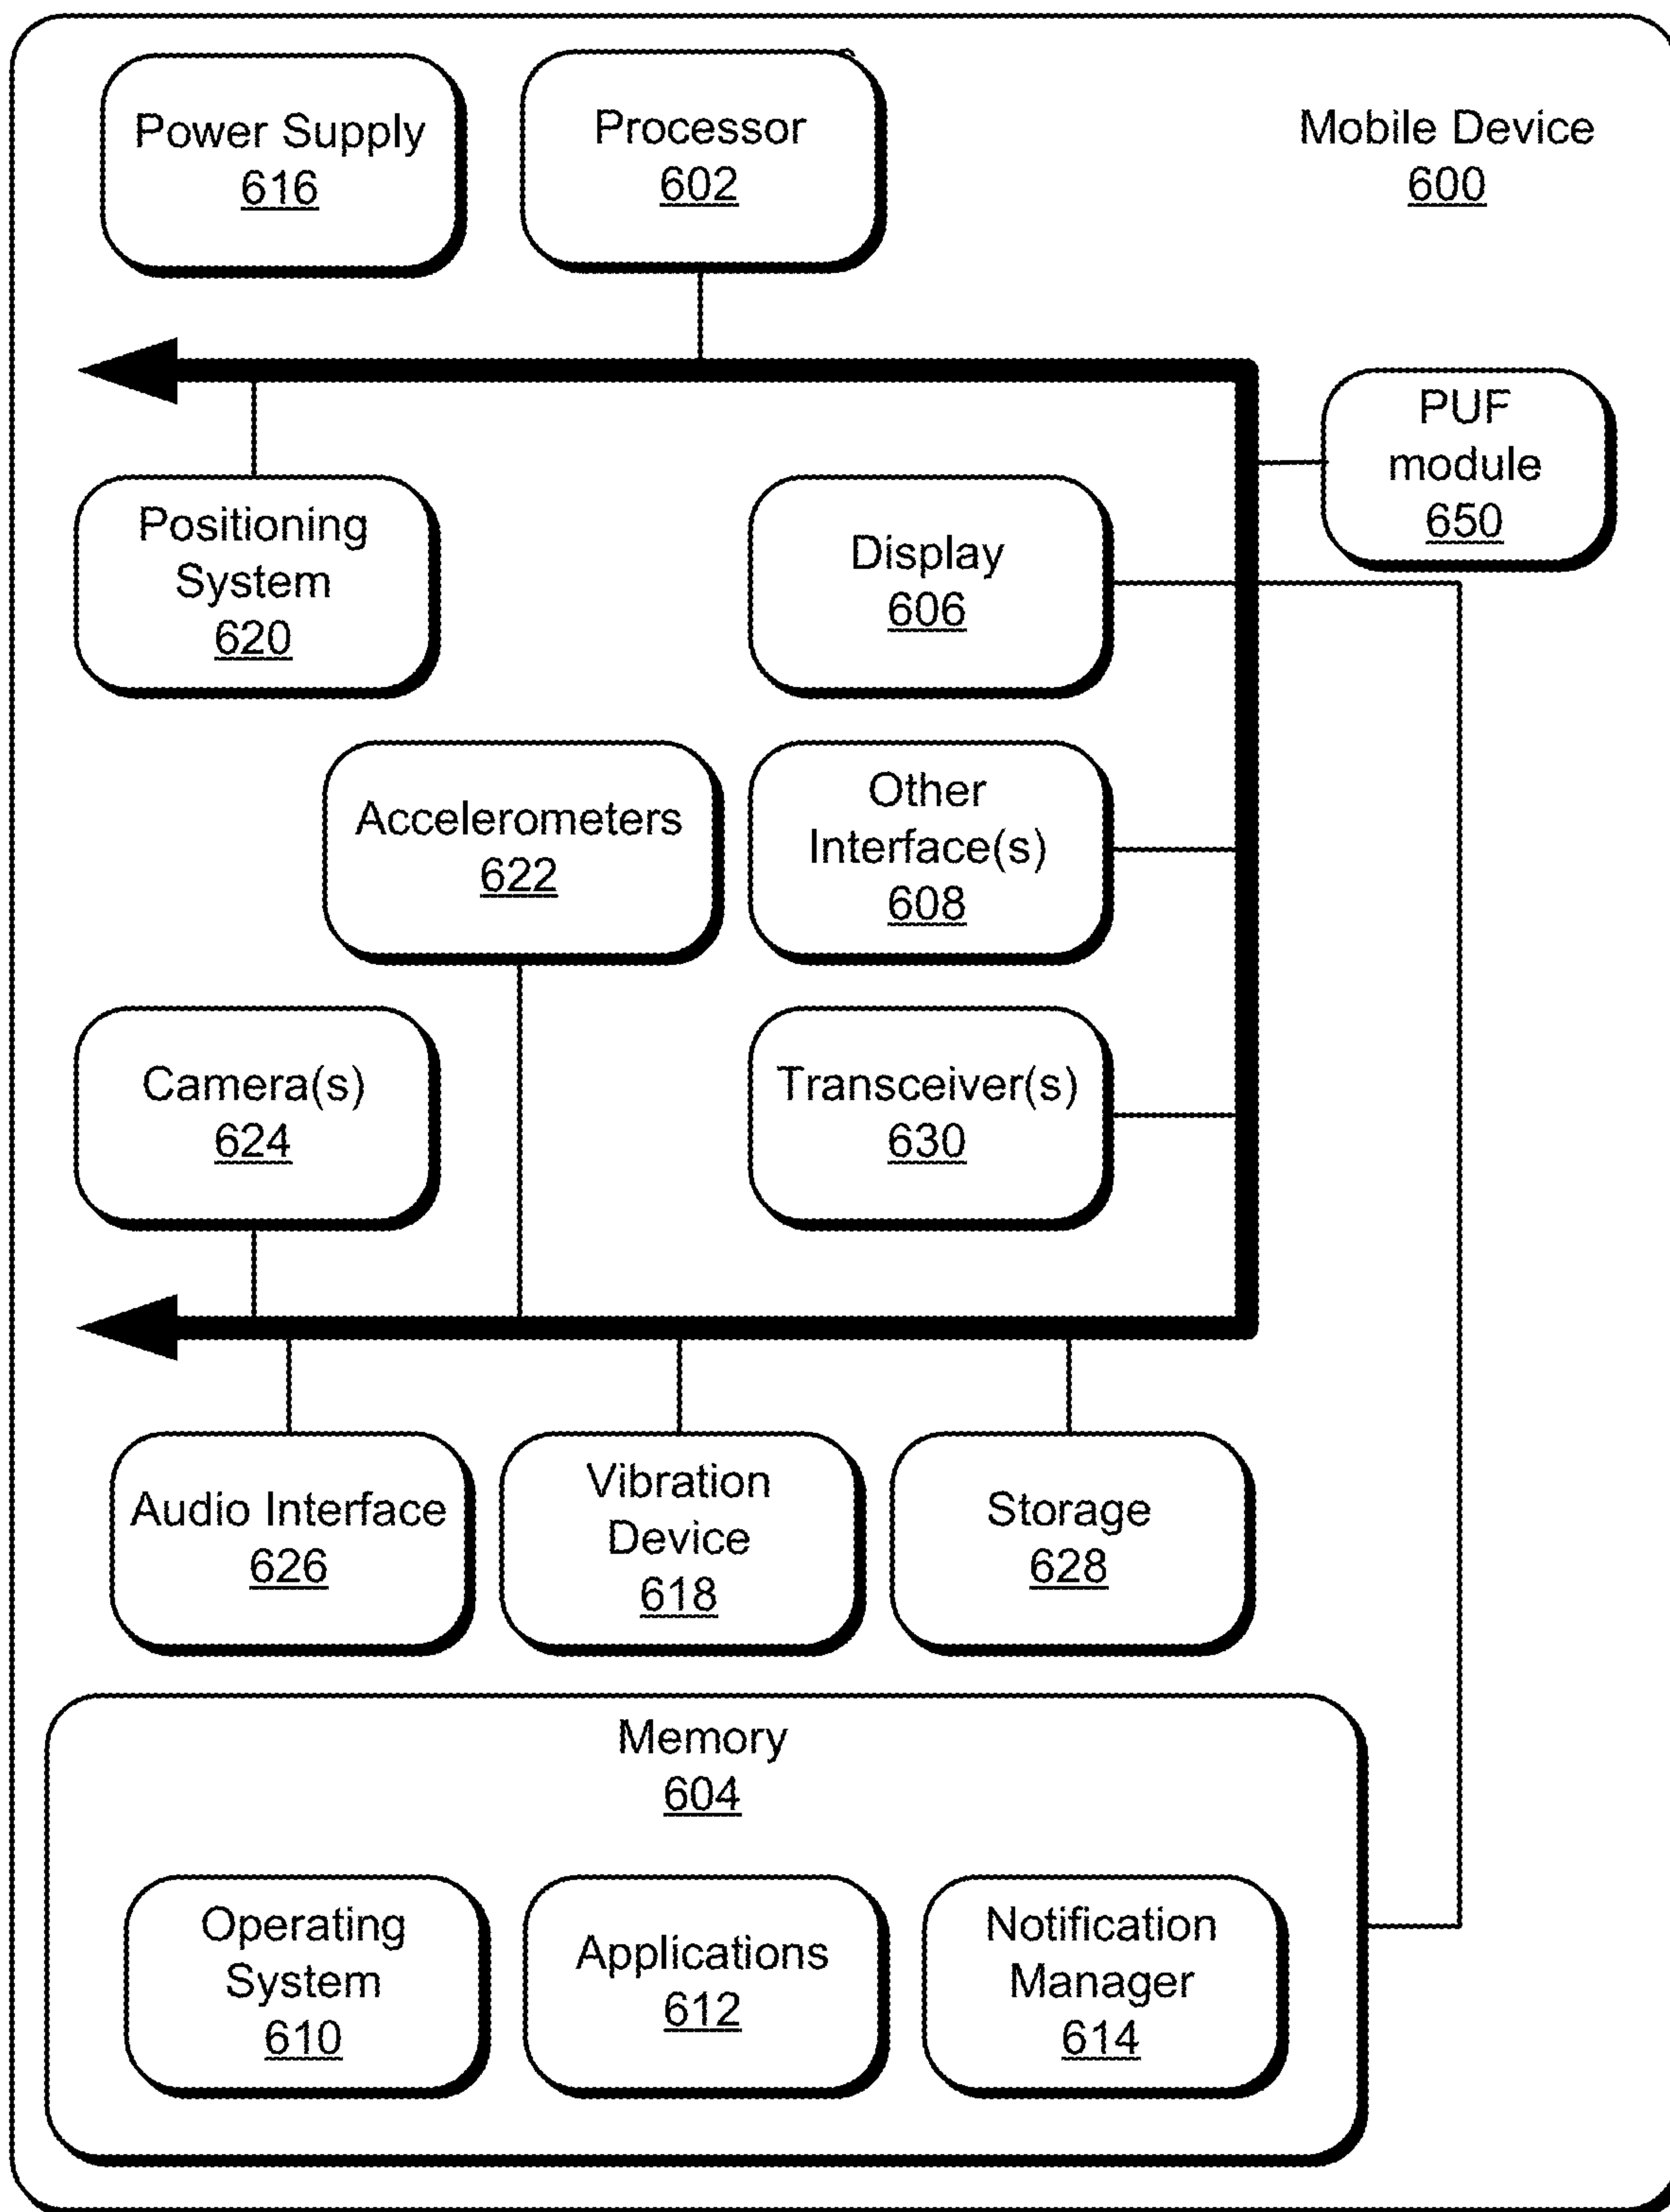 Power Supply
616
Processor
602
Mobile Device
600
PUF
module
650
Positioning
System
620
Display
606
Accelerometers
622
Other
Interface(s)
608
Camera(s)
624
Transceiver(s)
630
Audio Interface
626
Vibration
Device
618
Storage
628
Memory
604
Operating
System
610
Applications
612
Notification
Manager
614